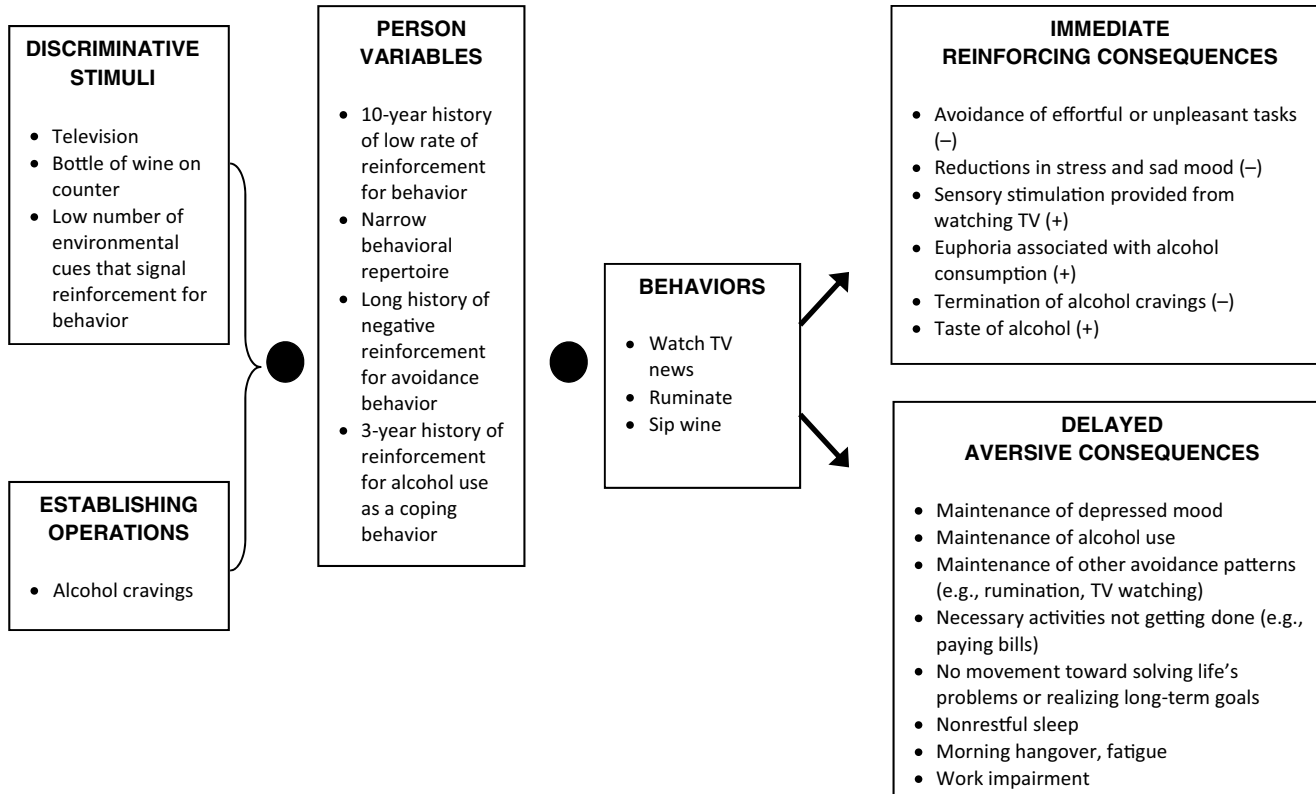 DISCRIMINATIVE
STIMULI
• Television
• Bottle of wine on
counter
• Low number of
environmental
cues that signal
reinforcement for
behavior
ESTABLISHING
OPERATIONS
• Alcohol cravings
PERSON
VARIABLES
• 10-year history
of low rate of
reinforcement
for behavior
• Narrow
behavioral
repertoire
• Long history of
negative
reinforcement
for avoidance
behavior
• 3-year history of
reinforcement
for alcohol use
as a coping
behavior
BEHAVIORS
• Watch TV
news
• Ruminate
• Sip wine
IMMEDIATE
REINFORCING CONSEQUENCES
• Avoidance of effortful or unpleasant tasks
(–)
• Reductions in stress and sad mood (–)
• Sensory stimulation provided from
watching TV (+)
• Euphoria associated with alcohol
consumption (+)
• Termination of alcohol cravings (–)
• Taste of alcohol (+)
DELAYED
AVERSIVE CONSEQUENCES
• Maintenance of depressed mood
• Maintenance of alcohol use
• Maintenance of other avoidance patterns
(e.g., rumination, TV watching)
• Necessary activities not getting done (e.g.,
paying bills)
• No movement toward solving life's
problems or realizing long-term goals
• Nonrestful sleep
• Morning hangover, fatigue
• Work impairment